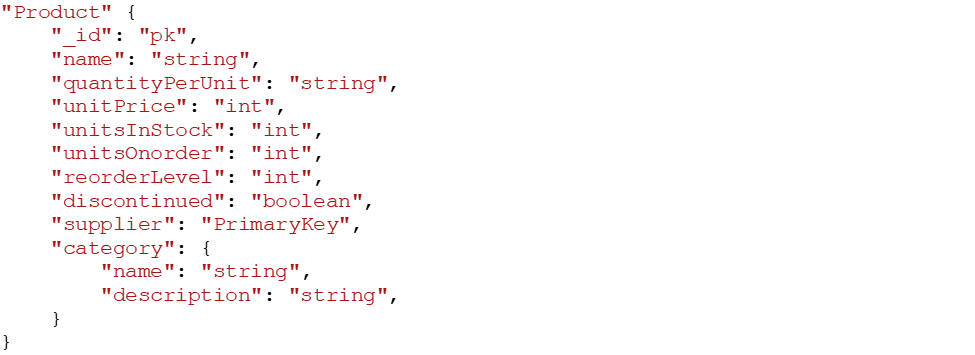 "Product" {
    "_id": "pk",
    "name": "string",
    "quantityPerUnit": "string",
    "unitPrice": "int",
    "unitsInStock": "int",
    "unitsOnorder": "int",
    "reorderLevel": "int",
    "discontinued": "boolean",
    "supplier": "PrimaryKey",
    "category": {
        "name": "string",
        "description": "string",
    }
}